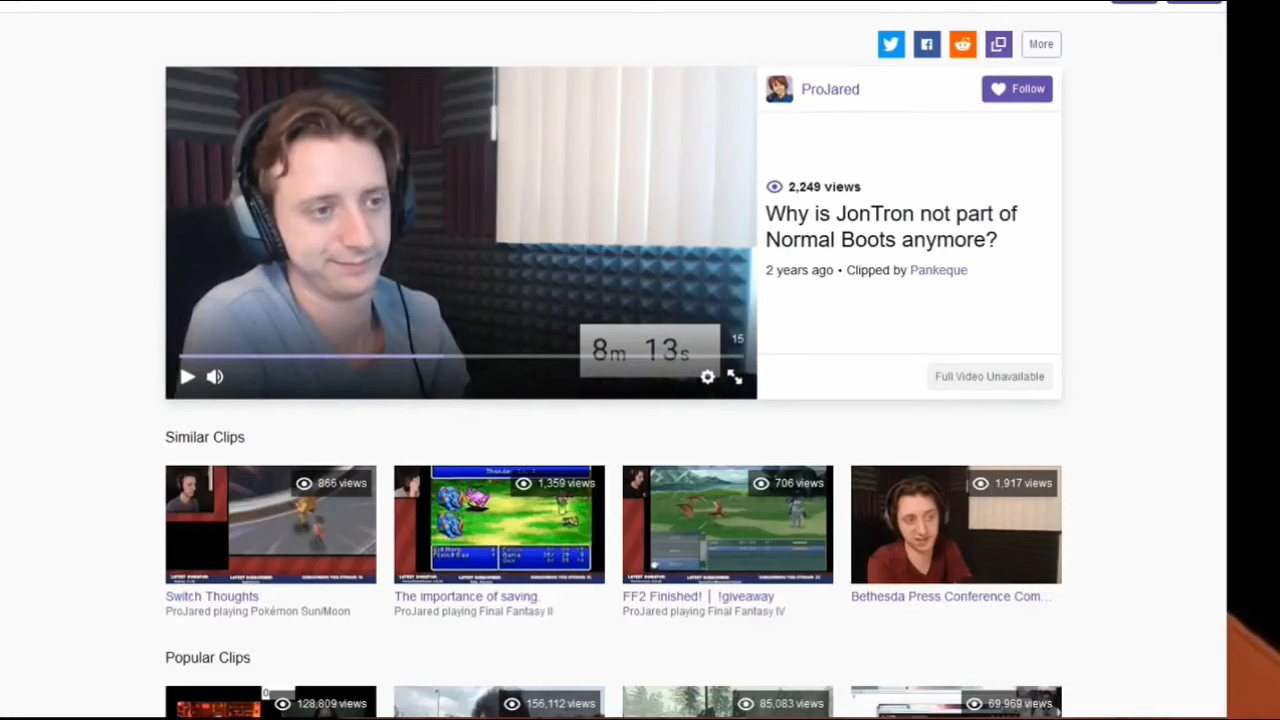 More
ProJared
Follow
2,249 views
Why is JonTron not part of
Normal Boots anymore?
2 years ago • Clipped by Pankeque
15
8m 13s
Full Video Unavailable
Similar Clips
866 views
1,359 views
706 views
1,917 views
Switch Thoughts
ProJared playing Pokémon Sun/Moon
The importance of saving.
ProJared playing Final Fantasy II
FF2 Finished! | !giveaway
ProJared playing Final Fantasy IV
Bethesda Press Conference Com...
Popular Clips
128,809 views
156,112 views
85,083 views
69,969 views